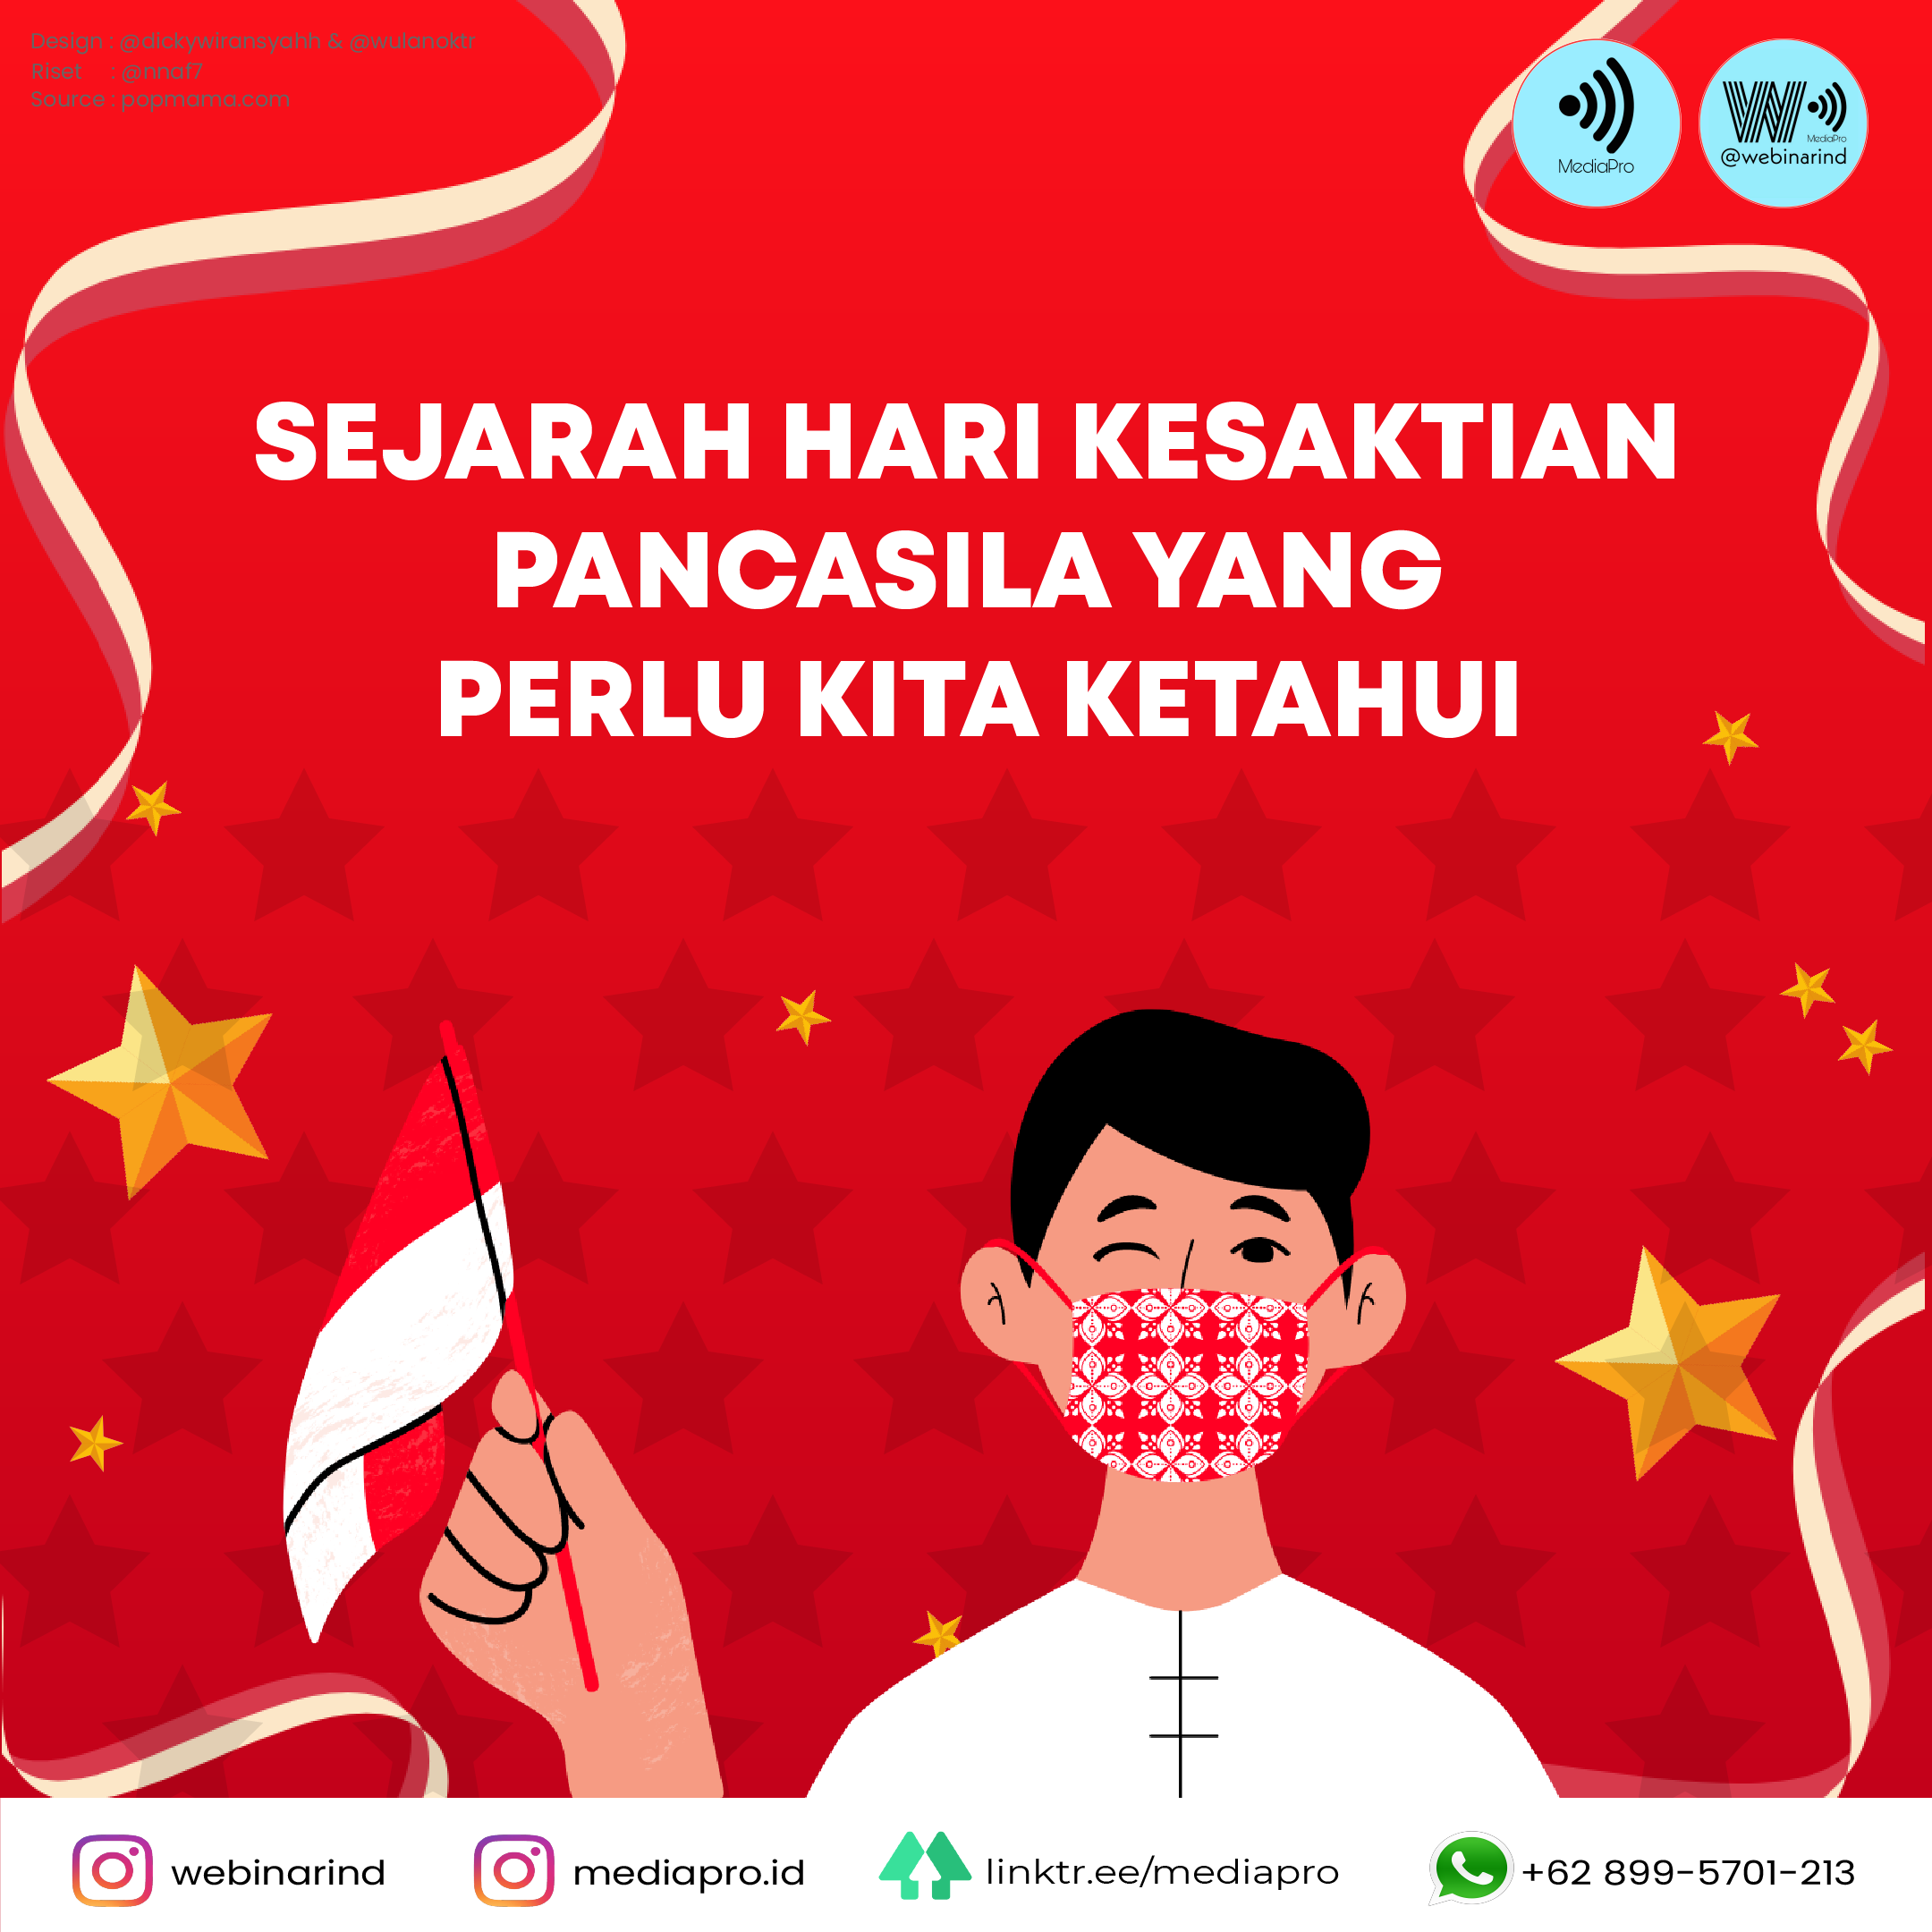 Design : @dickywiransyahh & @wulanoktr
Riset : @nnaf7
Source : popmama.com
MediaPro
W MediaPro
@webinarind
SEJARAH HARI KESAKTIAN
PANCASILA YANG
PERLU KITA KETAHUI
webinarind
mediapro.id
linktr.ee/mediapro
+62 899-5701-213